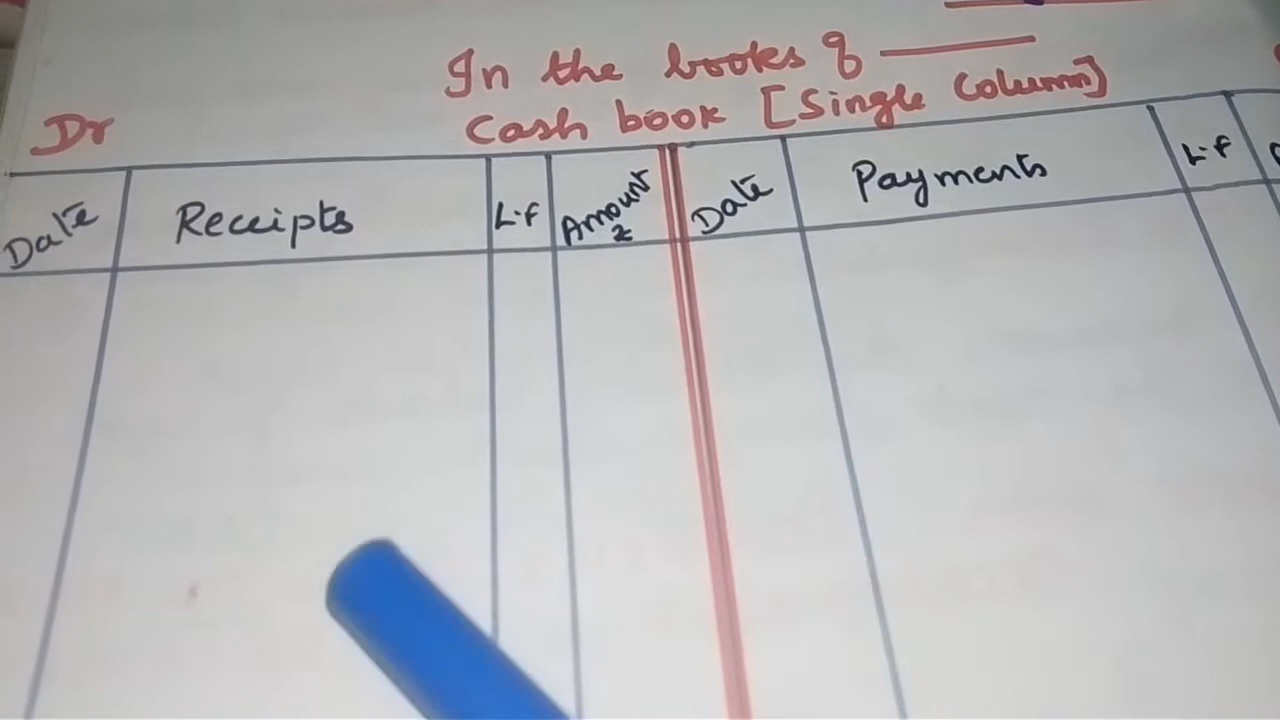 In the books of
Cash book [Single Column]
Dr
Date Receipts L.F Amount ₹ Date Payments L.F